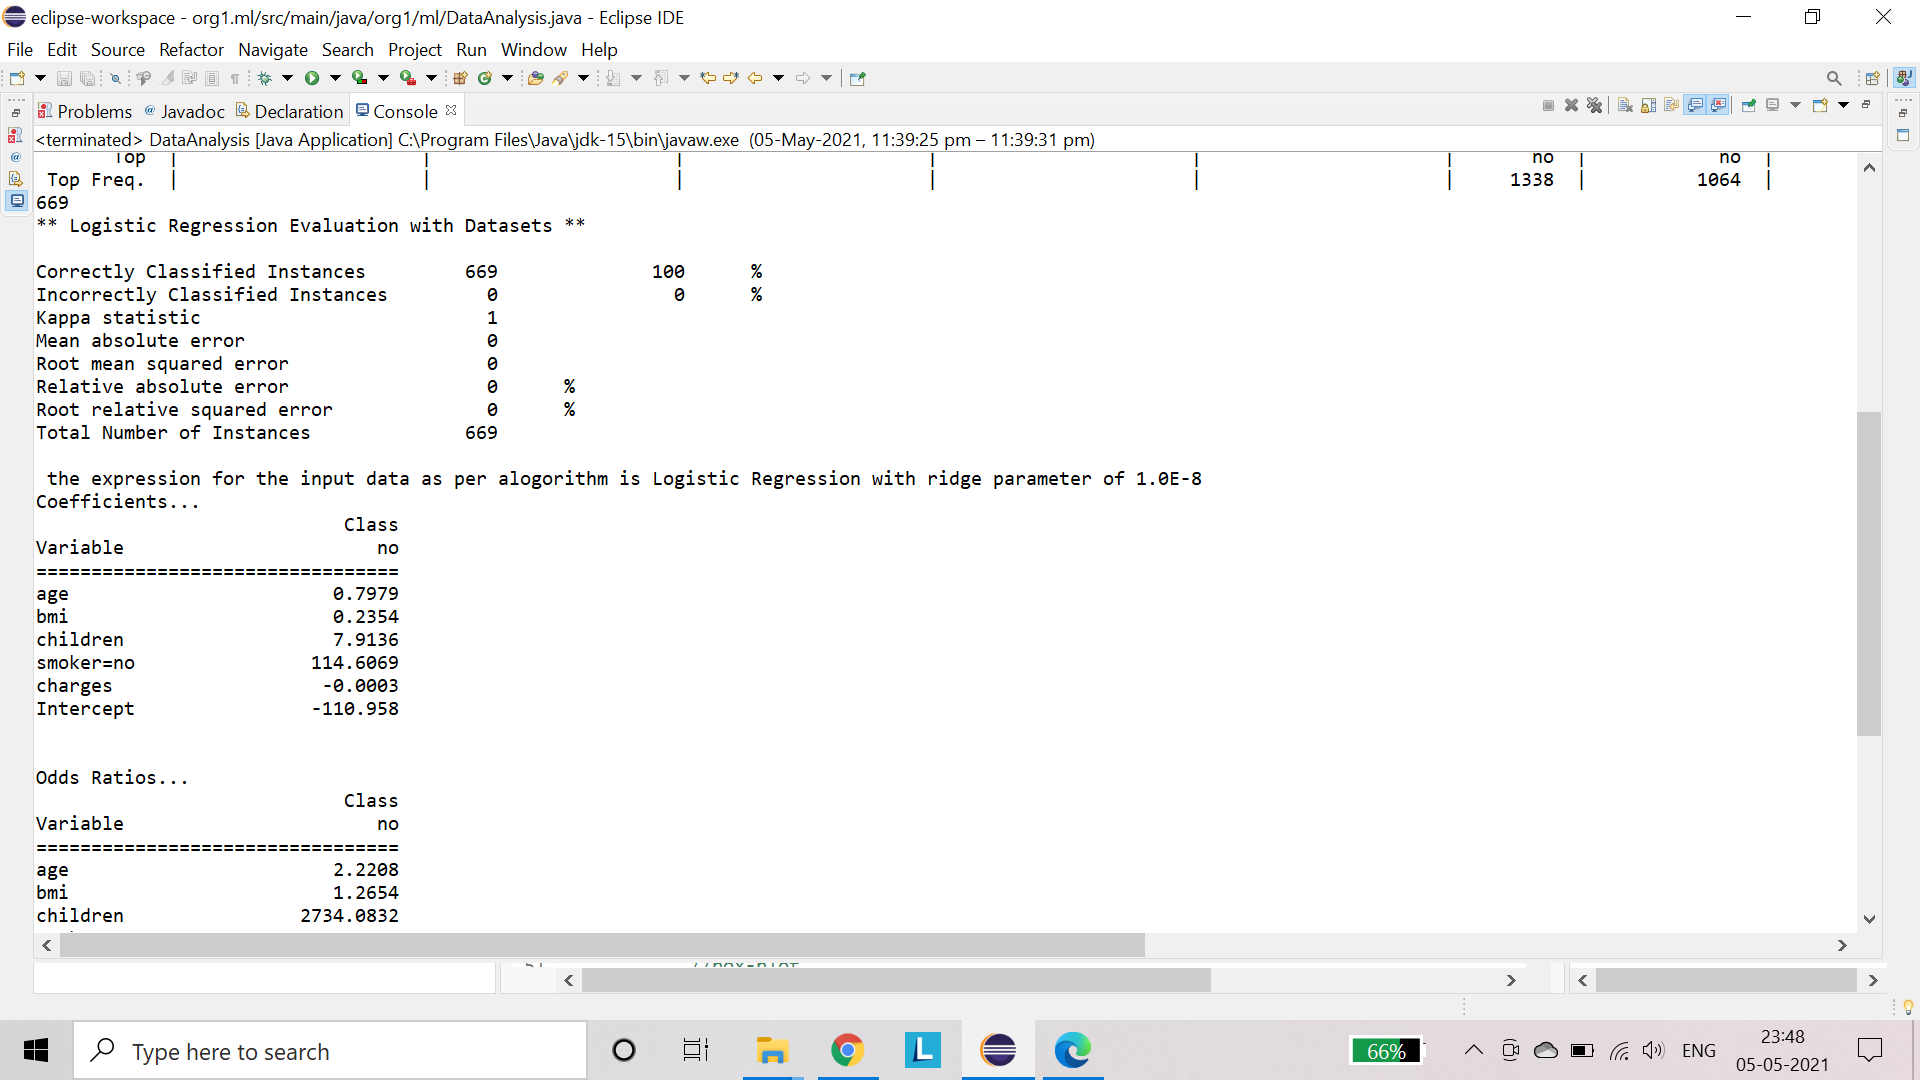 eclipse-workspace - org1.ml/src/main/java/org1/ml/DataAnalysis.java - Eclipse IDE
File Edit Source Refactor Navigate Search Project Run Window Help
Problems @ Javadoc Declaration Console
<terminated> DataAnalysis [Java Application] C:\Program Files\Java\jdk-15\bin\javaw.exe (05-May-2021, 11:39:25 pm – 11:39:31 pm)
Top | | | | | | no | no |
Top Freq. | | | | | | 1338 | 1064 |
669
** Logistic Regression Evaluation with Datasets **
Correctly Classified Instances 669 100 %
Incorrectly Classified Instances 0 0 %
Kappa statistic 1
Mean absolute error 0
Root mean squared error 0
Relative absolute error 0 %
Root relative squared error 0 %
Total Number of Instances 669
the expression for the input data as per alogorithm is Logistic Regression with ridge parameter of 1.0E-8
Coefficients...
Class
Variable no
=================================
age 0.7979
bmi 0.2354
children 7.9136
smoker=no 114.6069
charges -0.0003
Intercept -110.958
Odds Ratios...
Class
Variable no
=================================
age 2.2208
bmi 1.2654
children 2734.0832
Type here to search
L
66%
ENG
23:48
05-05-2021